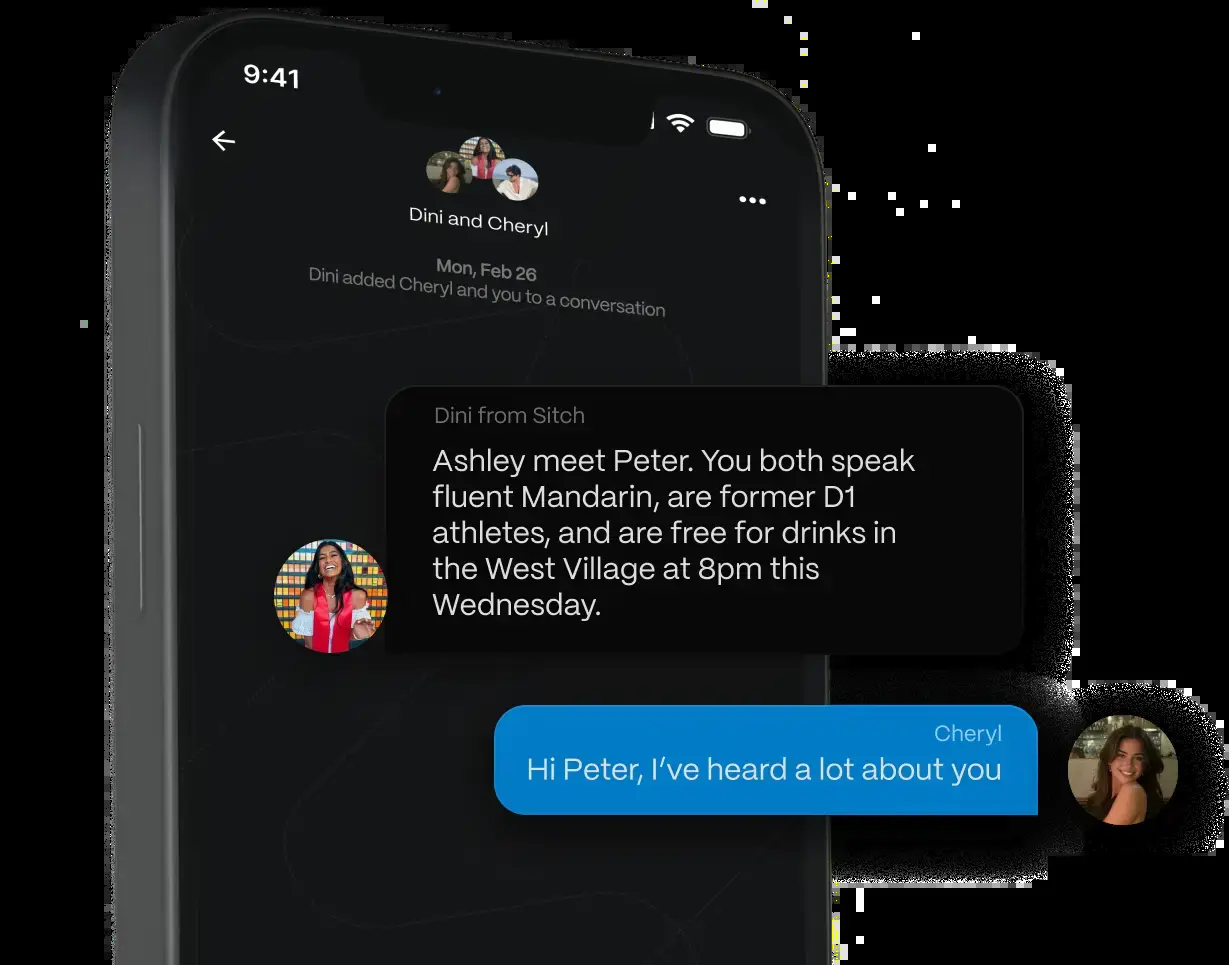 9:41
Dini and Cheryl
Mon, Feb 26
Dini added Cheryl and you to a conversation
Dini from Sitch
Ashley meet Peter. You both speak
fluent Mandarin, are former D1
athletes, and are free for drinks in
the West Village at 8pm this
Wednesday.
Cheryl
Hi Peter, I’ve heard a lot about you